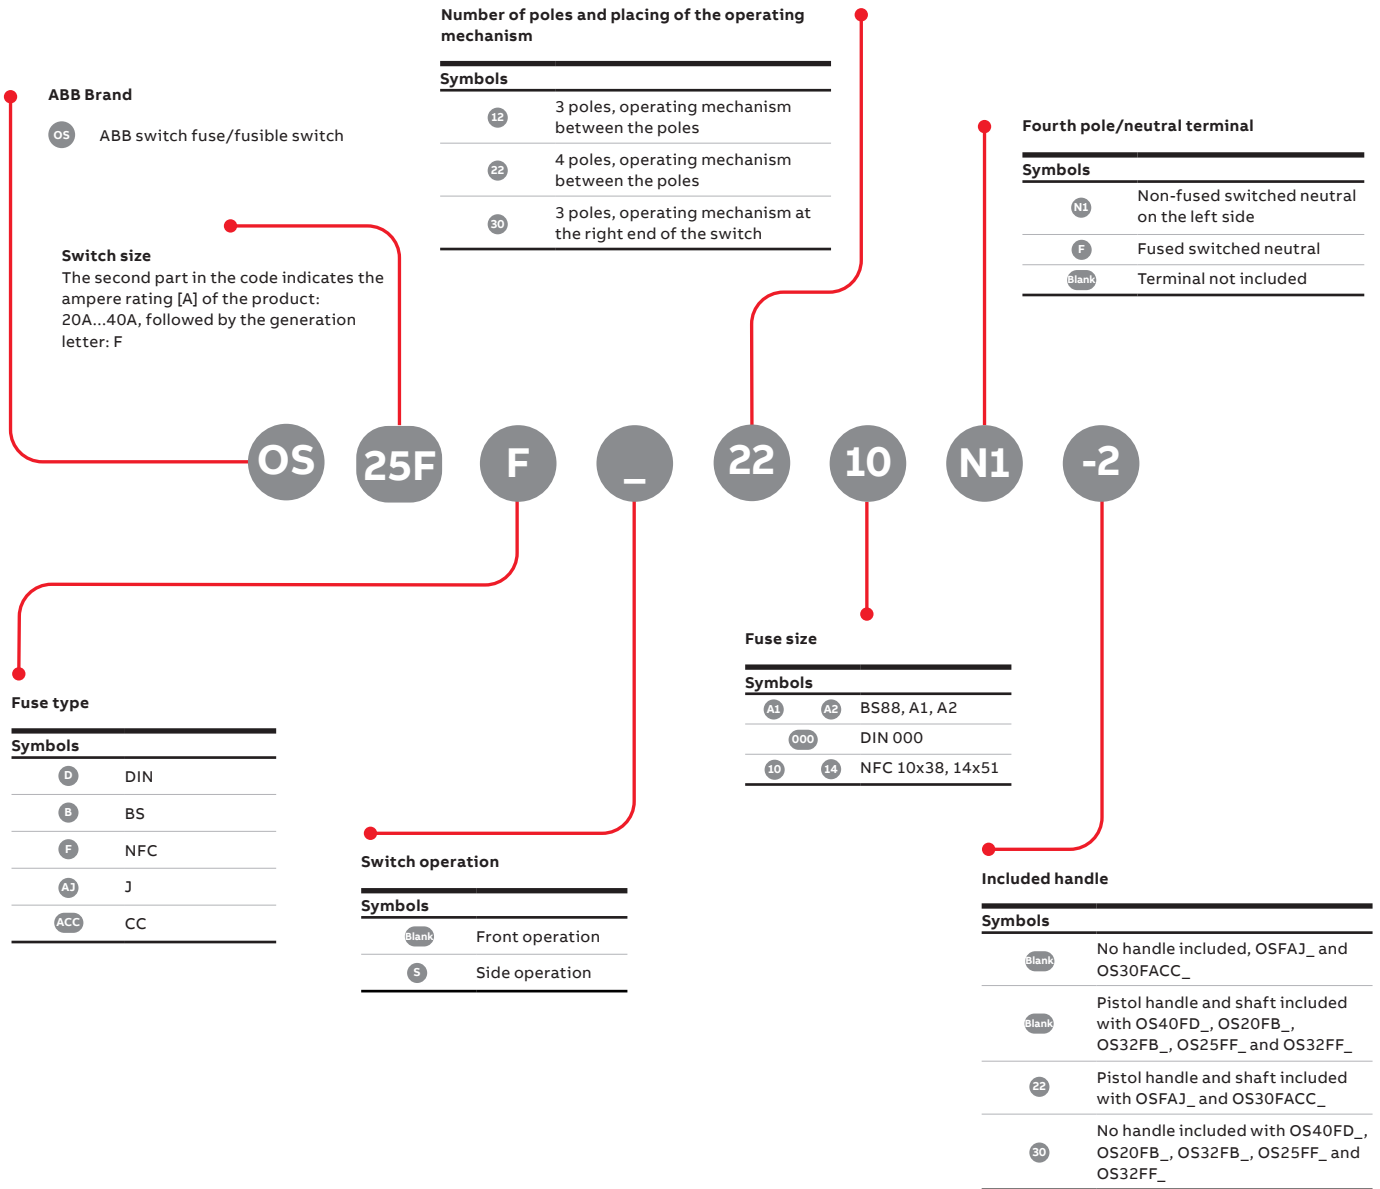 Number of poles and placing of the operating
mechanism
Symbols
12 3 poles, operating mechanism
between the poles
22 4 poles, operating mechanism
between the poles
30 3 poles, operating mechanism at
the right end of the switch
ABB Brand
OS ABB switch fuse/fusible switch
Fourth pole/neutral terminal
Symbols
N1 Non-fused switched neutral
on the left side
F Fused switched neutral
Blank Terminal not included
Switch size
The second part in the code indicates the
ampere rating [A] of the product:
20A...40A, followed by the generation
letter: F
OS 25F F _ 22 10 N1 -2
Fuse type
Symbols
D DIN
B BS
F NFC
AJ J
ACC CC
Switch operation
Symbols
Blank Front operation
S Side operation
Fuse size
Symbols
A1 A2 BS88, A1, A2
000 DIN 000
10 14 NFC 10x38, 14x51
Included handle
Symbols
Blank No handle included, OSFAJ_ and
OS30FACC_
Blank Pistol handle and shaft included
with OS40FD_, OS20FB_,
OS32FB_, OS25FF_ and OS32FF_
22 Pistol handle and shaft included
with OSFAJ_ and OS30FACC_
30 No handle included with OS40FD_,
OS20FB_, OS32FB_, OS25FF_ and
OS32FF_